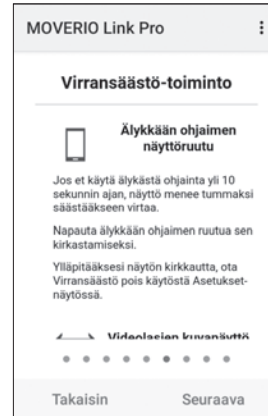 MOVERIO Link Pro
Virransäästö-toiminto
Älykkään ohjaimen
näyttöruutu
Jos et käytä älykästä ohjainta yli 10
sekunnin ajan, näyttö menee tummaksi
säästääkseen virtaa.
Napauta älykkään ohjaimen ruutua sen
kirkastamiseksi.
Ylläpitääksesi näytön kirkkautta, ota
Virransäästö pois käytöstä Asetukset-
näytössä.
Videolasien kuvanäyttö
Takaisin
Seuraava